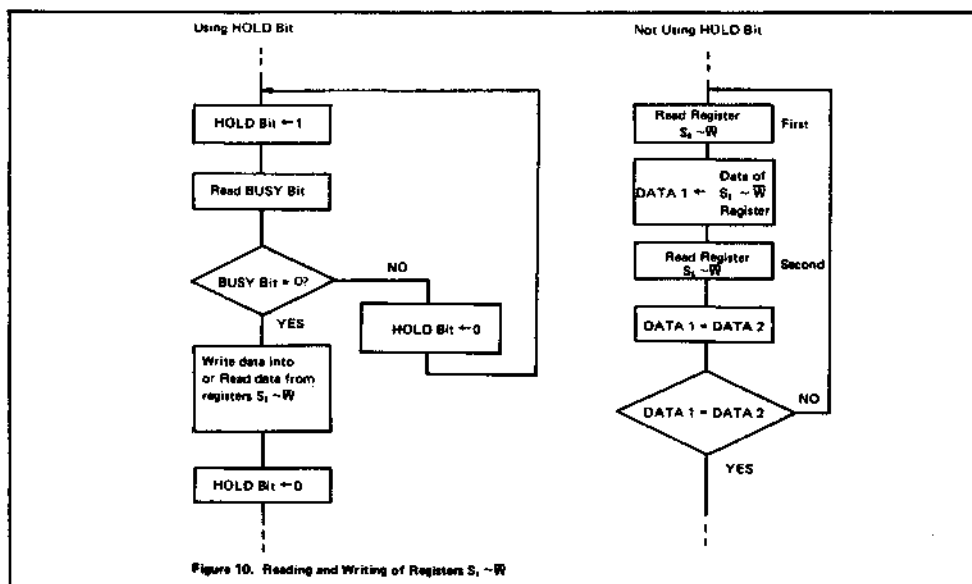 Using HOLD Bit
HOLD Bit ← 1
Read BUSY Bit
BUSY Bit = 0?
NO
YES
HOLD Bit ← 0
Write data into
or Read data from
registers S₁ ~ W̅
HOLD Bit ← 0
Not Using HOLD Bit
Read Register
S₁ ~ W̅
First
DATA 1 ←
Data of
S₁ ~ W̅
Register
Read Register
S₁ ~ W̅
Second
DATA 1 = DATA 2
DATA 1 = DATA 2
NO
YES
Figure 10. Reading and Writing of Registers S₁ ~ W̅